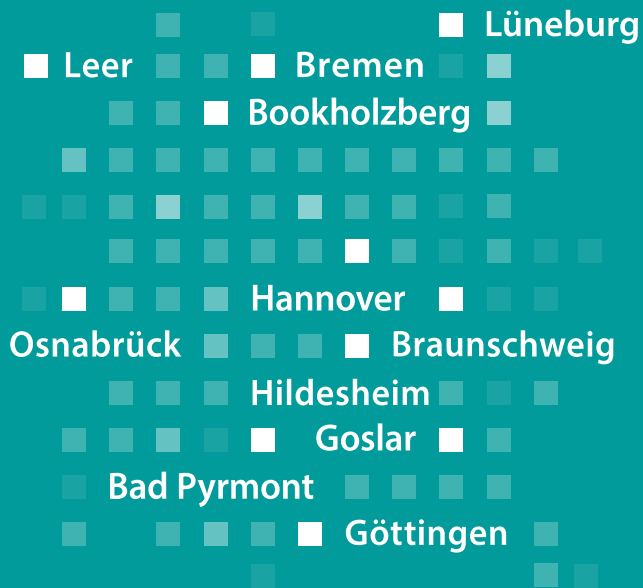 Lüneburg
Leer
Bremen
Bookholzberg
Hannover
Osnabrück
Braunschweig
Hildesheim
Goslar
Bad Pyrmont
Göttingen